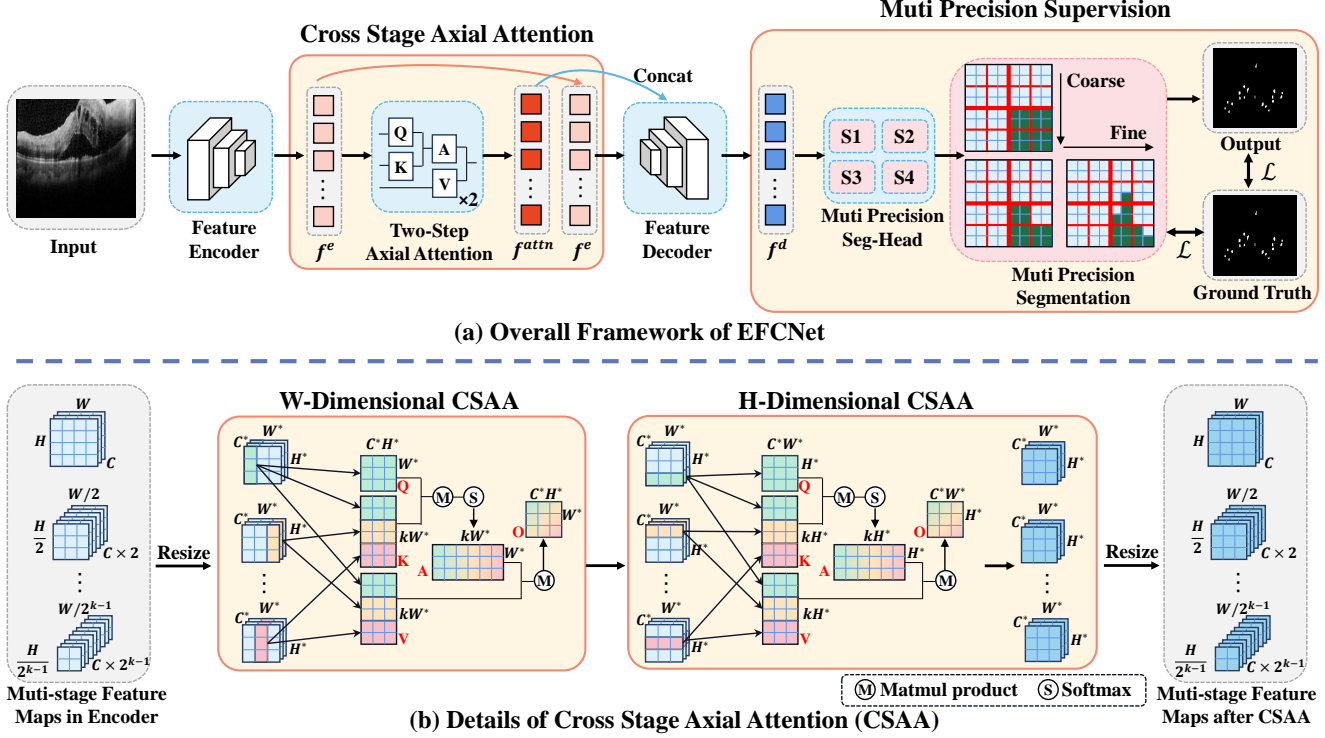 Muti Precision Supervision
Cross Stage Axial Attention
Concat
Coarse
Fine
Q
K
A
V
×2
S1 S2
S3 S4
Output
ℒ
Input
Feature
Encoder
f^e
Two-Step
Axial Attention
f^attn
f^e
Feature
Decoder
f^d
Muti Precision
Seg-Head
Muti Precision
Segmentation
ℒ
Ground Truth
(a) Overall Framework of EFCNet
W
H
C
W/2
H/2
C × 2
⋮
W/2^{k-1}
H/2^{k-1}
C × 2^{k-1}
Muti-stage Feature
Maps in Encoder
Resize
W-Dimensional CSAA
W*
C*
H*
W*
C*
H*
⋮
W*
C*
H*
C*H*
W*
Q
K
kW*
V
M
S
kW*
W*
A
C*H*
W*
O
M
H-Dimensional CSAA
W*
C*
H*
W*
C*
H*
⋮
W*
C*
H*
C*W*
H*
Q
kH*
K
kH*
V
M
S
kH*
H*
A
C*W*
H*
O
M
W*
C*
H*
W*
C*
H*
⋮
W*
C*
H*
Resize
W
H
C
W/2
H/2
C × 2
⋮
W/2^{k-1}
H/2^{k-1}
C × 2^{k-1}
Muti-stage Feature
Maps after CSAA
M Matmul product S Softmax
(b) Details of Cross Stage Axial Attention (CSAA)